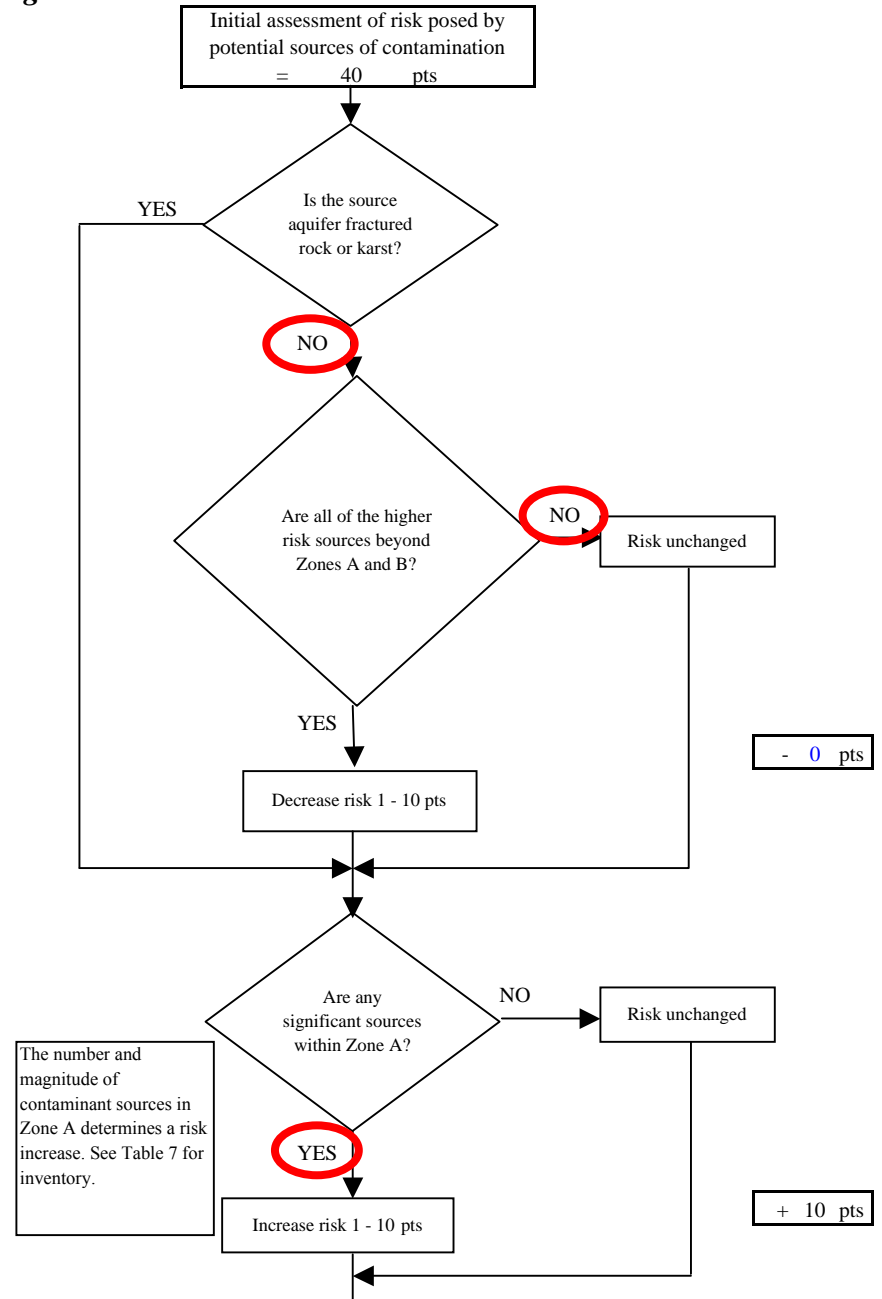 g
Initial assessment of risk posed by
potential sources of contamination
= 40 pts
YES
Is the source
aquifer fractured
rock or karst?
NO
Are all of the higher
risk sources beyond
Zones A and B?
NO
Risk unchanged
YES
- 0 pts
Decrease risk 1 - 10 pts
Are any
significant sources
within Zone A?
NO
Risk unchanged
The number and
magnitude of
contaminant sources in
Zone A determines a risk
increase. See Table 7 for
inventory.
YES
Increase risk 1 - 10 pts
+ 10 pts